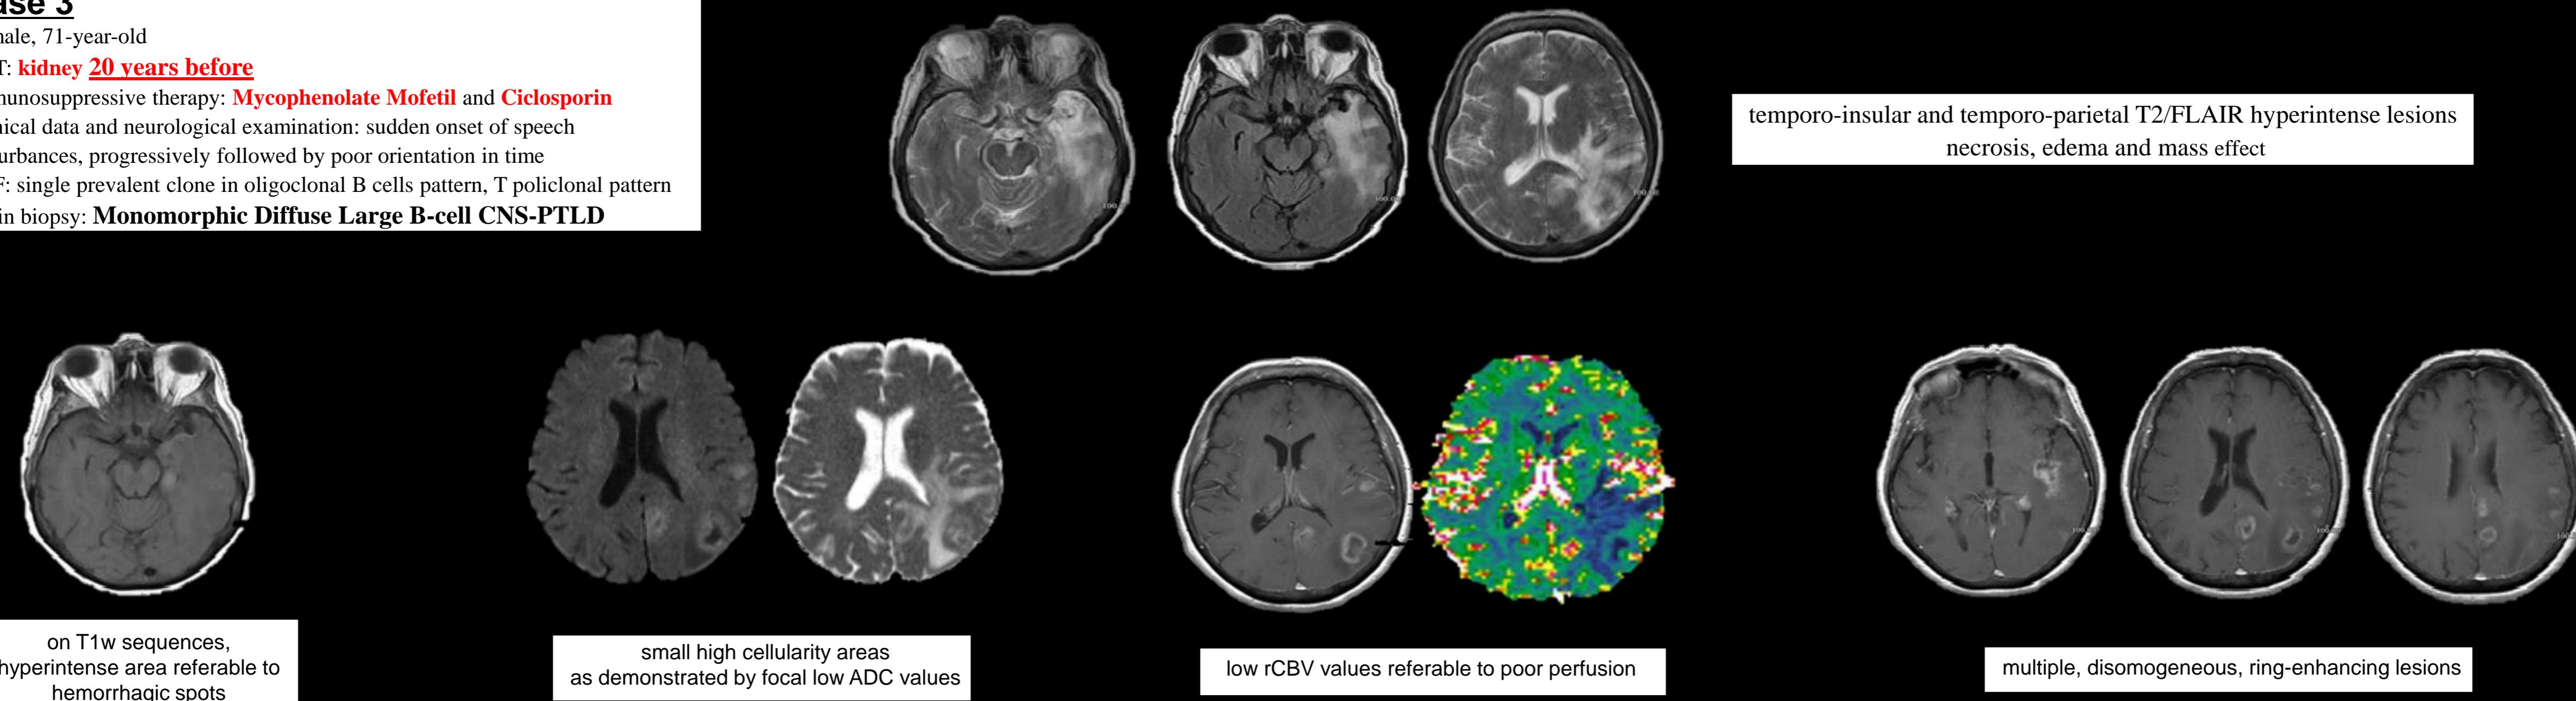 ase 3
male, 71-year-old
T: kidney 20 years before
munosuppressive therapy: Mycophenolate Mofetil and Ciclosporin
nical data and neurological examination: sudden onset of speech
urbances, progressively followed by poor orientation in time
F: single prevalent clone in oligoclonal B cells pattern, T policlonal pattern
in biopsy: Monomorphic Diffuse Large B-cell CNS-PTLD
temporo-insular and temporo-parietal T2/FLAIR hyperintense lesions
necrosis, edema and mass effect
on T1w sequences,
hyperintense area referable to
hemorrhagic spots
small high cellularity areas
as demonstrated by focal low ADC values
low rCBV values referable to poor perfusion
multiple, disomogeneous, ring-enhancing lesions